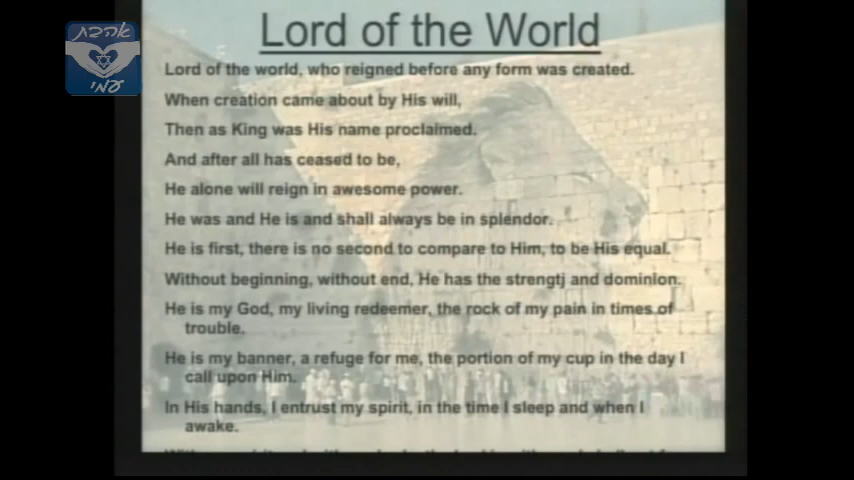 אהבת
עמי
Lord of the World
Lord of the world, who reigned before any form was created.
When creation came about by His will,
Then as King was His name proclaimed.
And after all has ceased to be,
He alone will reign in awesome power.
He was and He is and shall always be in splendor.
He is first, there is no second to compare to Him, to be His equal.
Without beginning, without end, He has the strengtj and dominion.
He is my God, my living redeemer, the rock of my pain in times of
trouble.
He is my banner, a refuge for me, the portion of my cup in the day I
call upon Him.
In His hands, I entrust my spirit, in the time I sleep and when I
awake.